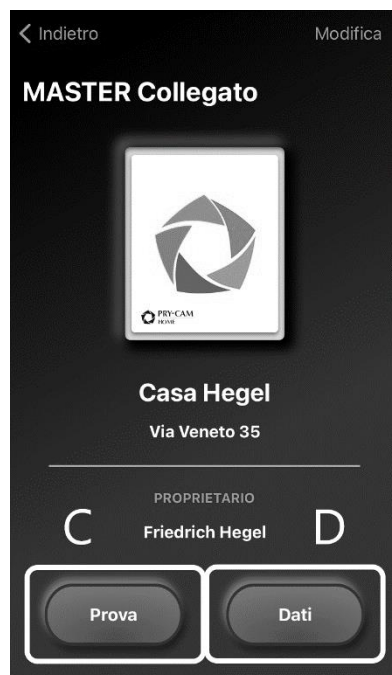 Indietro Modifica
MASTER Collegato
PRY-CAM
HOME
Casa Hegel
Via Veneto 35
PROPRIETARIO
C Friedrich Hegel D
Prova Dati